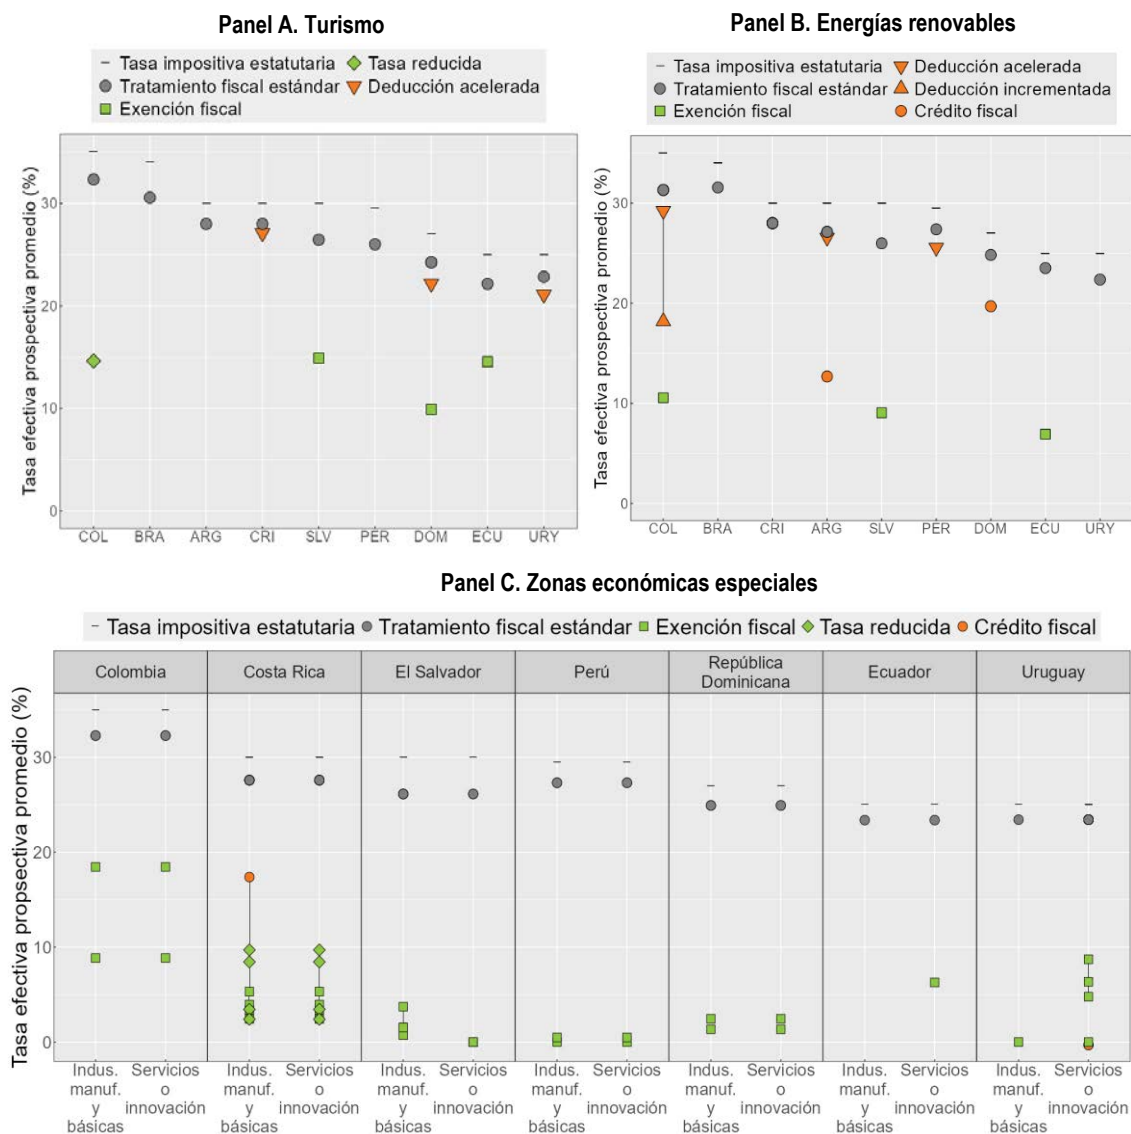 Panel A. Turismo
Tasa impositiva estatutaria
Tasa reducida
Tratamiento fiscal estándar
Deducción acelerada
Exención fiscal
Tasa efectiva prospectiva promedio (%)
30
20
10
0
COL BRA ARG CRI SLV PER DOM ECU URY
Panel B. Energías renovables
Tasa impositiva estatutaria
Deducción acelerada
Tratamiento fiscal estándar
Deducción incrementada
Exención fiscal
Crédito fiscal
Tasa efectiva prospectiva promedio (%)
30
20
10
0
COL BRA CRI ARG SLV PER DOM ECU URY
Panel C. Zonas económicas especiales
Tasa impositiva estatutaria Tratamiento fiscal estándar Exención fiscal Tasa reducida Crédito fiscal
Tasa efectiva propsectiva promedio (%)
Colombia
Costa Rica
El Salvador
Perú
República
Dominicana
Ecuador
Uruguay
30
20
10
0
Indus. Servicios Indus. Servicios Indus. Servicios Indus. Servicios Indus. Servicios Indus. Servicios Indus. Servicios
manuf. o manuf. o manuf. o manuf. o manuf. o manuf. o manuf. o
y innovación y innovación y innovación y innovación y innovación y innovación y innovación
básicas básicas básicas básicas básicas básicas básicas